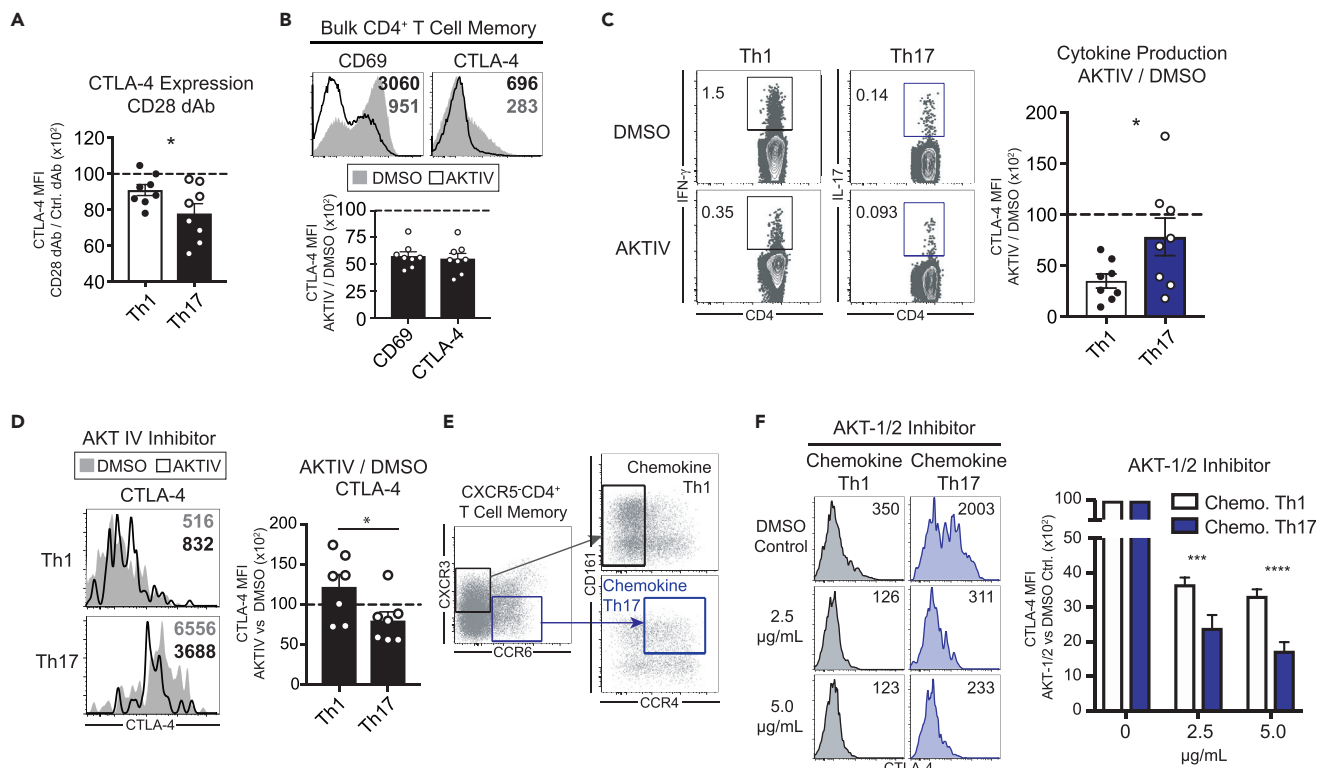 A
CTLA-4 Expression
CD28 dAb
CTLA-4 MFI
CD28 dAb / Ctrl. dAb (x10²)
120
100
80
60
40
*
Th1
Th17
B
Bulk CD4⁺ T Cell Memory
CD69
CTLA-4
3060
951
696
283
DMSO
AKTIV
CTLA-4 MFI
AKTIV / DMSO (x10²)
100
75
50
25
0
CD69
CTLA-4
C
Th1
Th17
DMSO
AKTIV
1.5
0.14
0.35
0.093
IFN-γ
IL-17
CD4
CD4
Cytokine Production
AKTIV / DMSO
CTLA-4 MFI
AKTIV / DMSO (x10²)
200
150
100
50
0
*
Th1
Th17
D
AKT IV Inhibitor
DMSO
AKTIV
CTLA-4
516
832
Th1
6556
3688
Th17
CTLA-4
AKTIV / DMSO
CTLA-4
CTLA-4 MFI
AKTIV vs DMSO (x10²)
200
150
100
50
0
*
Th1
Th17
E
CXCR5⁻CD4⁺
T Cell Memory
CXCR3
CCR6
Chemokine
Th1
CD161
Chemokine
Th17
CCR4
F
AKT-1/2 Inhibitor
Chemokine
Th1
Chemokine
Th17
DMSO
Control
350
2003
2.5
µg/mL
126
311
5.0
µg/mL
123
233
CTLA-4
AKT-1/2 Inhibitor
CTLA-4 MFI
AKT-1/2 vs DMSO Ctrl. (x10²)
100
50
40
30
20
10
0
Chemo. Th1
Chemo. Th17
***
****
0
2.5
5.0
µg/mL